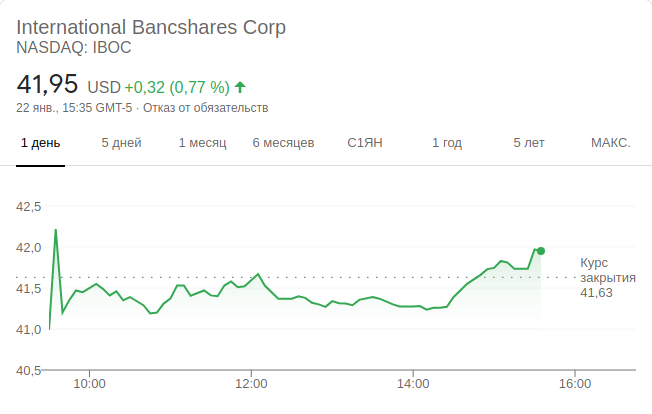 International Bancshares Corp
NASDAQ: IBOC
41,95 USD +0,32 (0,77 %)
22 янв., 15:35 GMT-5 · Отказ от обязательств
1 день 5 дней 1 месяц 6 месяцев С1ЯН 1 год 5 лет МАКС.
42,5
42,0
41,5
41,0
40,5
Курс
закрытия
41,63
10:00 12:00 14:00 16:00